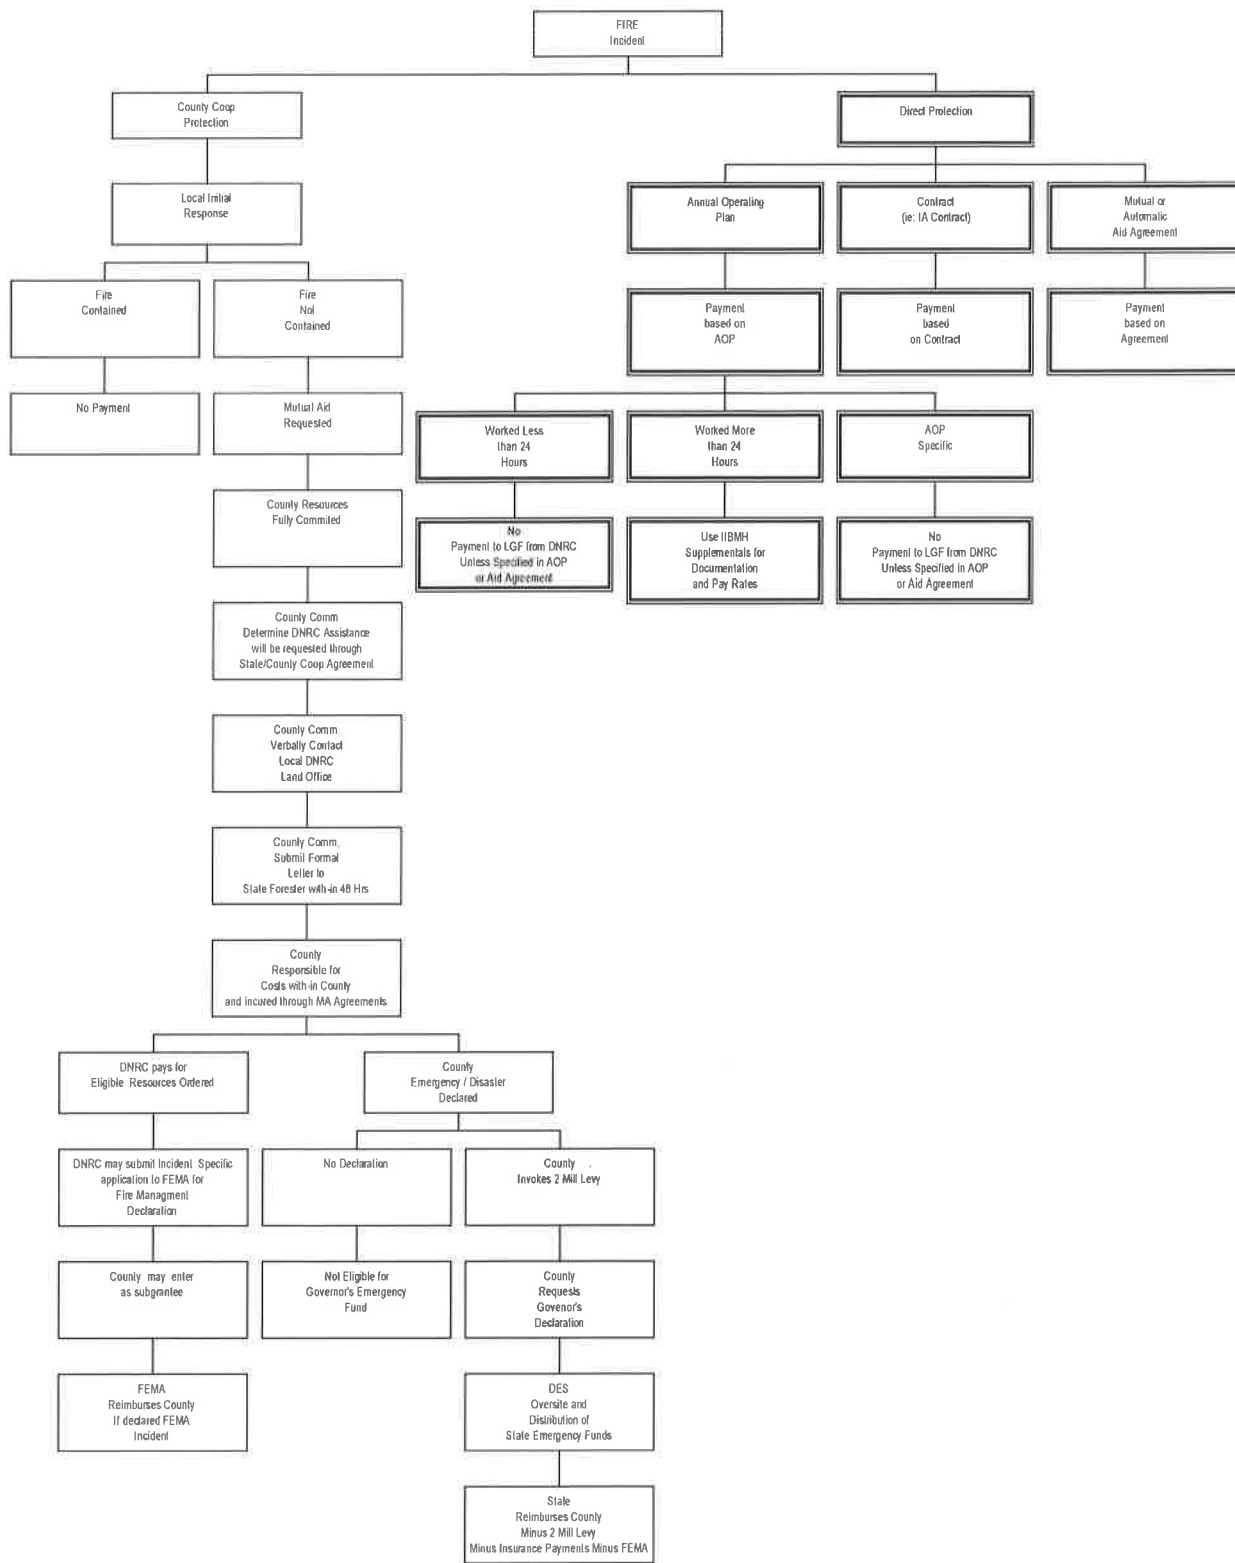 FIRE
Incident
County Coop
Protection
Direct Protection
Local Initial
Response
Annual Operating
Plan
Contract
(ie: IA Contract)
Mutual or
Automatic
Aid Agreement
Fire
Contained
Fire
Not
Contained
Payment
based on
AOP
Payment
based
on Contract
Payment
based on
Agreement
No Payment
Mutual Aid
Requested
Worked Less
than 24
Hours
Worked More
than 24
Hours
AOP
Specific
County Resources
Fully Commited
No
Payment to LGF from DNRC
Unless Specified in AOP
or Aid Agreement
Use IIBMH
Supplementals for
Documentation
and Pay Rates
No
Payment to LGF from DNRC
Unless Specified in AOP
or Aid Agreement
County Comm
Determine DNRC Assistance
will be requested through
State/County Coop Agreement
County Comm
Verbally Contact
Local DNRC
Land Office
County Comm.
Submit Formal
Letter to
State Forester with-in 48 Hrs
County
Responsible for
Costs with-in County
and incured through MA Agreements
DNRC pays for
Eligible Resources Ordered
County
Emergency / Disaster
Declared
DNRC may submit Incident Specific
application to FEMA for
Fire Managment
Declaration
No Declaration
County
Invokes 2 Mill Levy
County may enter
as subgrantee
Not Eligible for
Governor's Emergency
Fund
County
Requests
Govenor's
Declaration
FEMA
Reimburses County
If declared FEMA
Incident
DES
Oversite and
Distribution of
State Emergency Funds
State
Reimburses County
Minus 2 Mill Levy
Minus Insurance Payments Minus FEMA